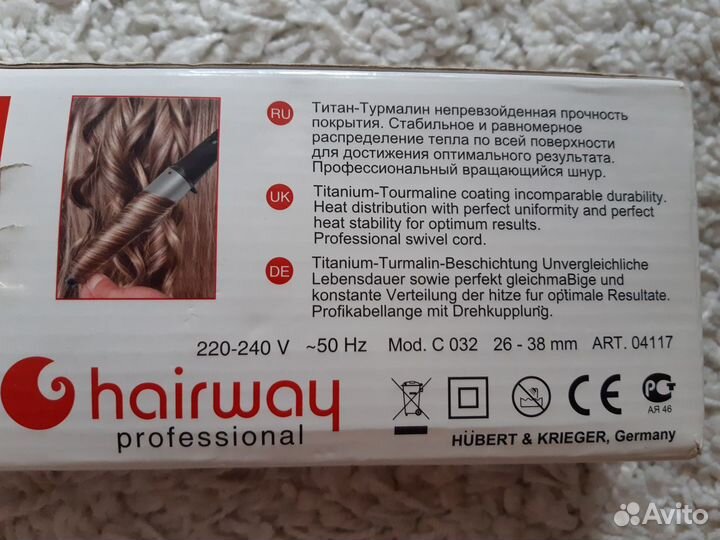 RU Титан-Турмалин непревзойденная прочность
покрытия. Стабильное и равномерное
распределение тепла по всей поверхности
для достижения оптимального результата.
Профессиональный вращающийся шнур.
UK Titanium-Tourmaline coating incomparable durability.
Heat distribution with perfect uniformity and perfect
heat stability for optimum results.
Professional swivel cord.
DE Titanium-Turmalin-Beschichtung Unvergleichliche
Lebensdauer sowie perfekt gleichmaBige und
konstante Verteilung der hitze fur optimale Resultate.
Profikabellange mit Drehkupplung.
220-240 V ~50 Hz Mod. C 032 26 - 38 mm ART. 04117
hairway
professional
CE
РСТ
АЯ 46
HÜBERT & KRIEGER, Germany
Avito